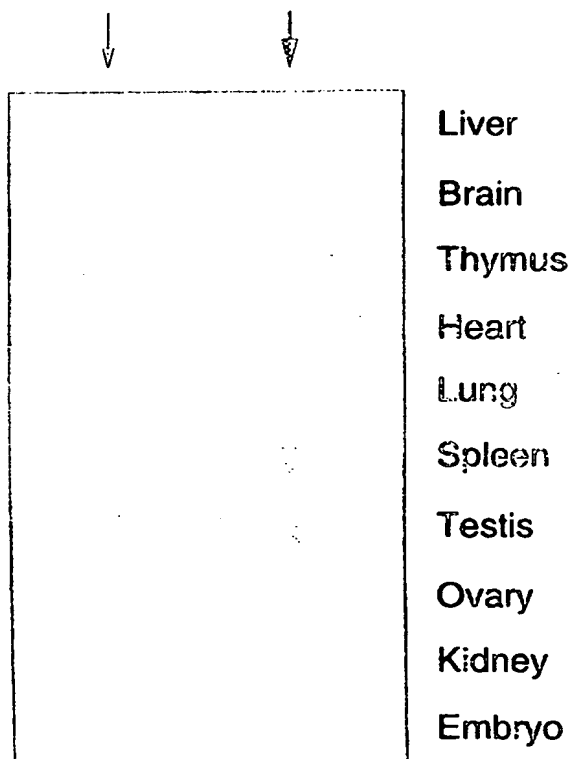 Liver
Brain
Thymus
Heart
Lung
Spleen
Testis
Ovary
Kidney
Embryo